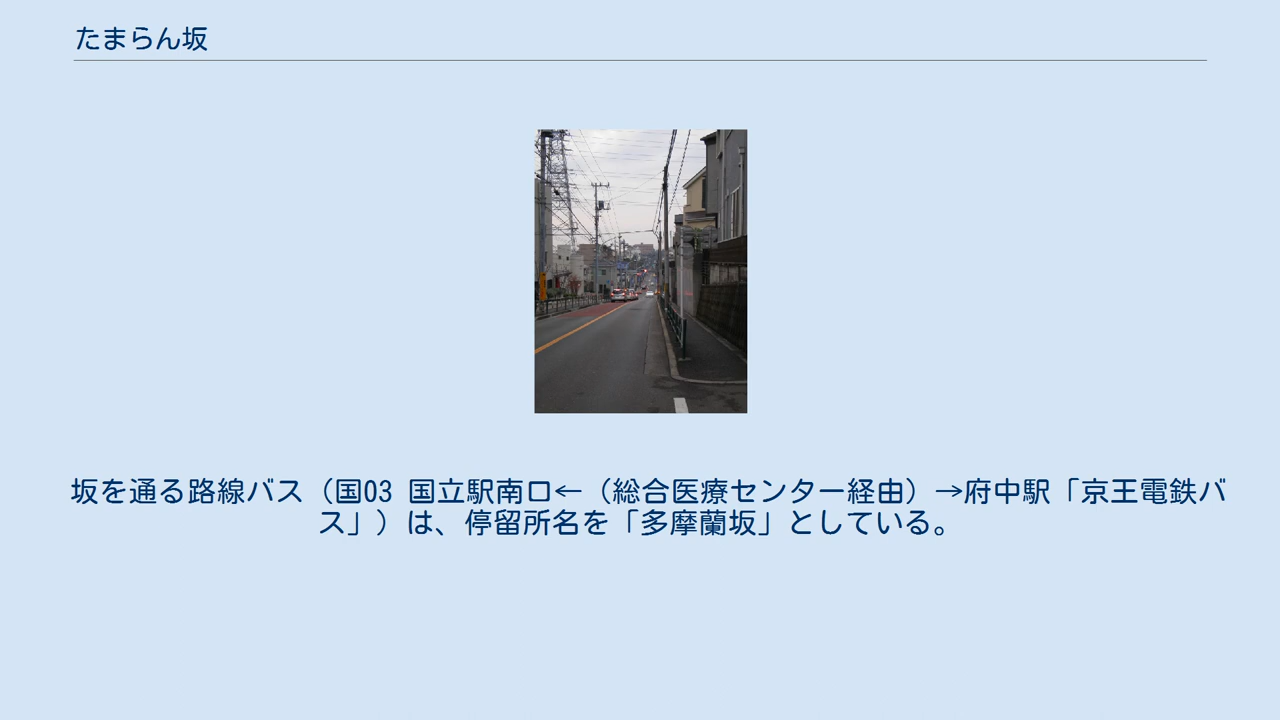 たまらん坂
坂を通る路線バス（国03 国立駅南口←（総合医療センター経由）→府中駅「京王電鉄バ
ス」）は、停留所名を「多摩蘭坂」としている。